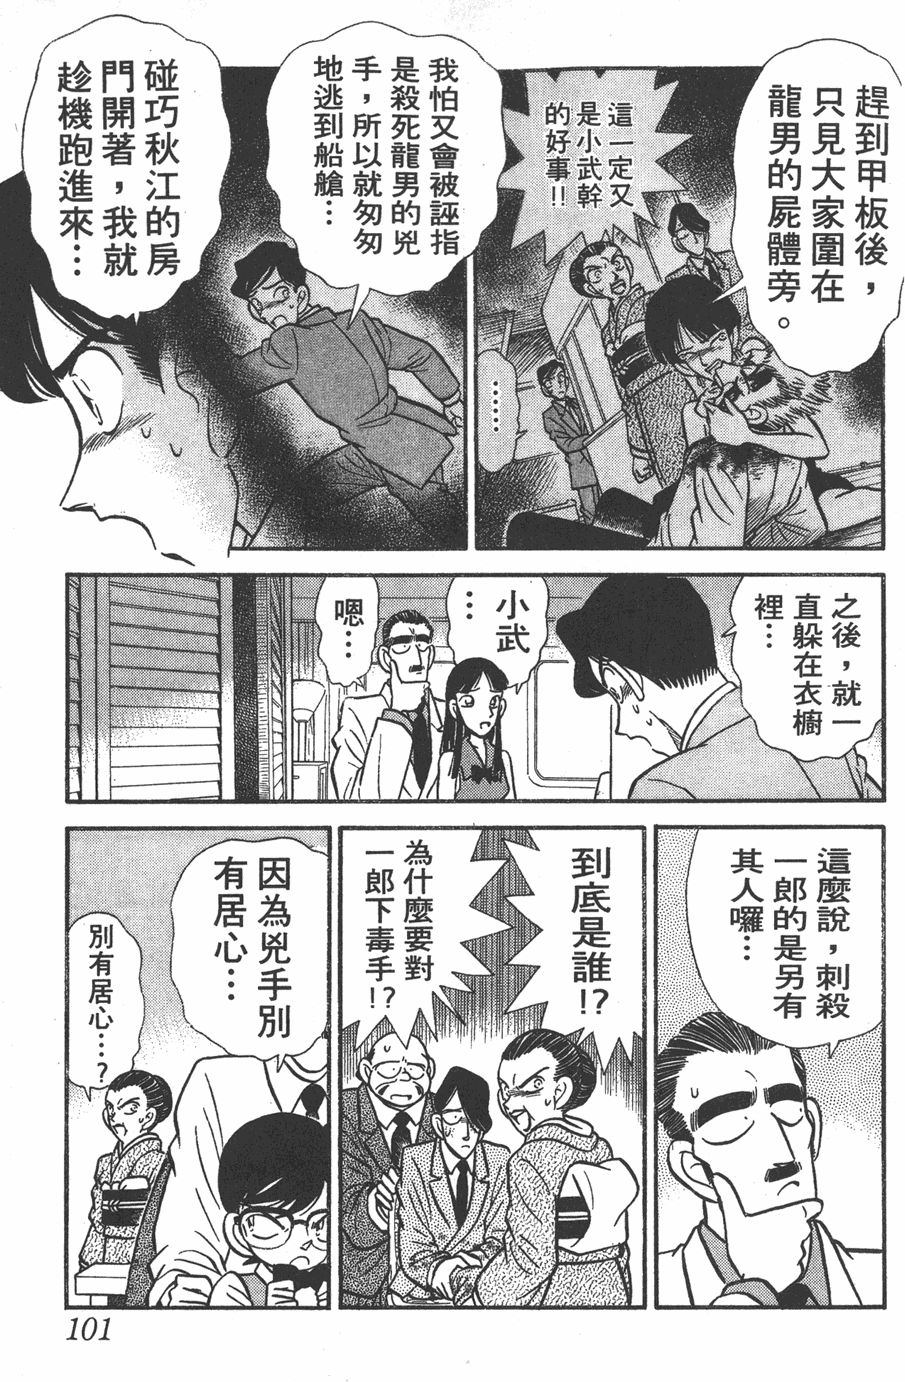 趕到甲板後，
只見大家圍在
龍男的屍體旁。
這一定又
是小武幹
的好事!!
……
我怕又會被誣指
是殺死龍男的兇
手，所以就匆匆
地逃到船艙…
碰巧秋江的房
門開著，我就
趁機跑進來…
之後，就一
直躲在衣櫥
裡…
小武
…
嗯…
這麼說，刺殺
一郎的是另有
其人囉…
到底是誰!?
為什麼要對
一郎下毒手!?
因為兇手別
有居心…
別有居心…?
101